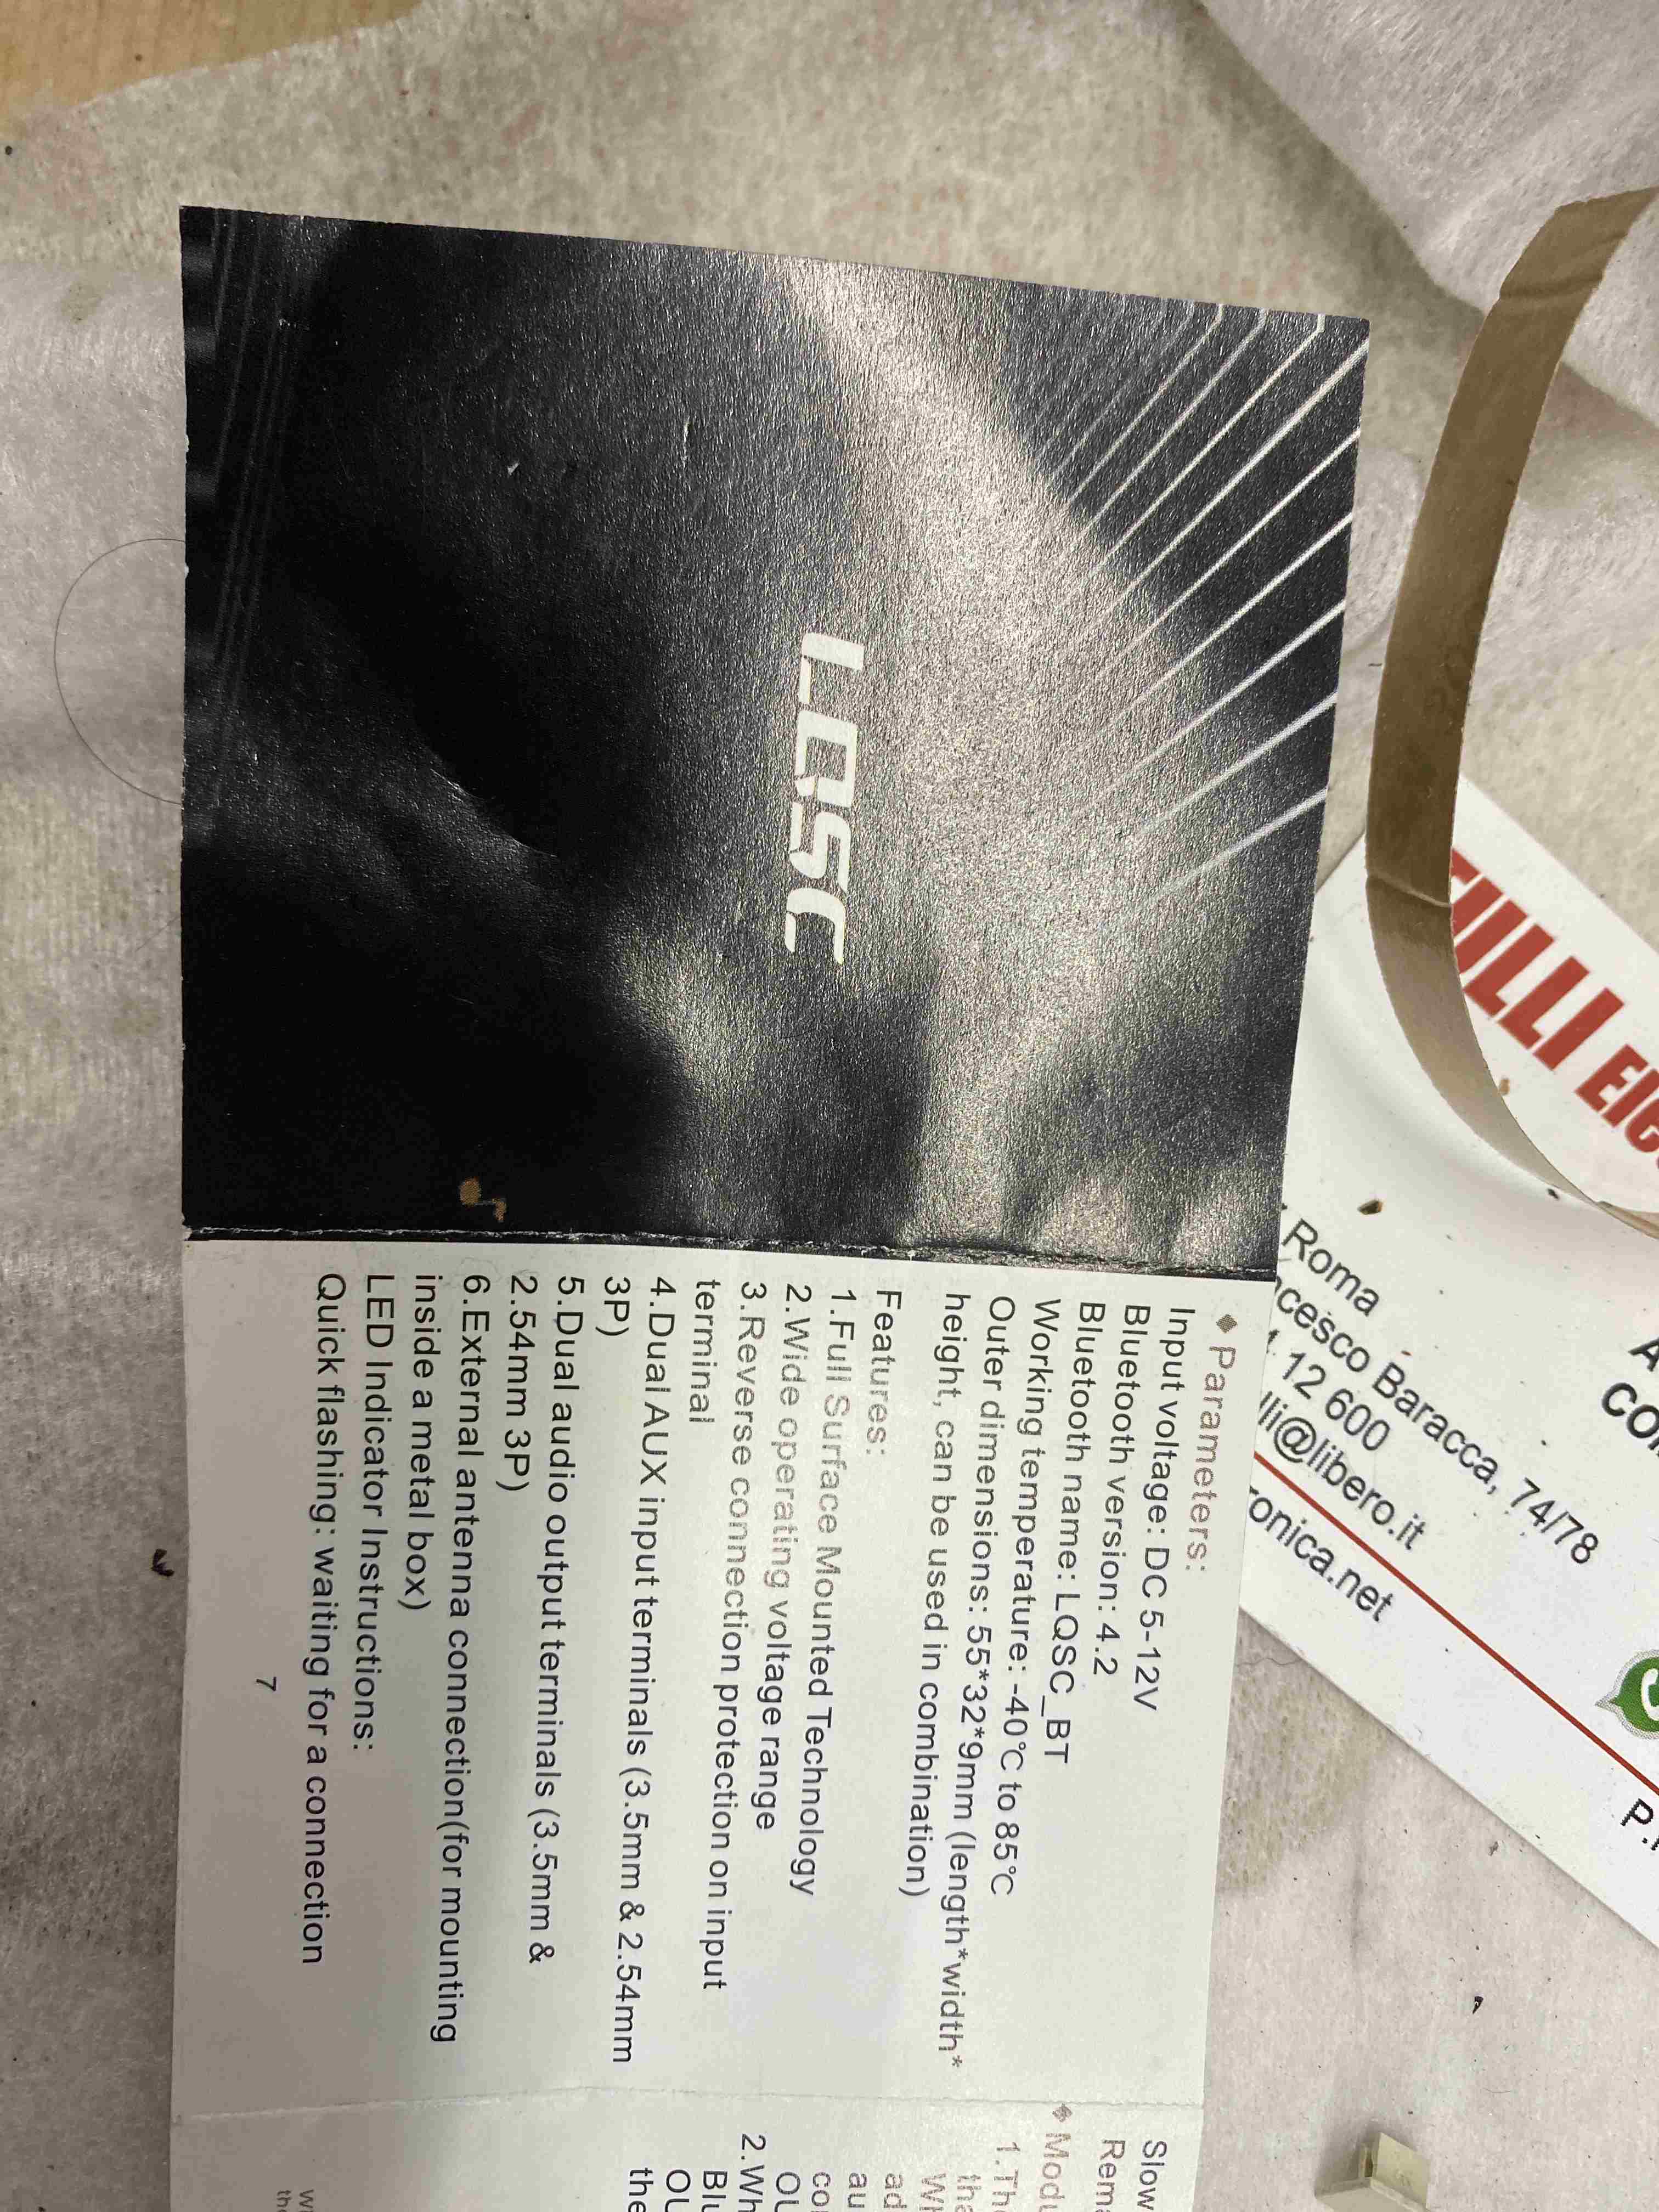 LQSC
◆Parameters:
Input voltage: DC 5-12V
Bluetooth version: 4.2
Bluetooth name: LQSC_BT
Working temperature: -40℃ to 85℃
Outer dimensions: 55*32*9mm (length*width*
height, can be used in combination)
Features:
1.Full Surface Mounted Technology
2.Wide operating voltage range
3.Reverse connection protection on input
terminal
4.Dual AUX input terminals (3.5mm & 2.54mm
3P)
5.Dual audio output terminals (3.5mm &
2.54mm 3P)
6.External antenna connection(for mounting
inside a metal box)
LED Indicator Instructions:
Quick flashing: waiting for a connection
7
Slow
1.
2.
the
Roma
Baracca, 74/78
12 600
@libero.it
.net